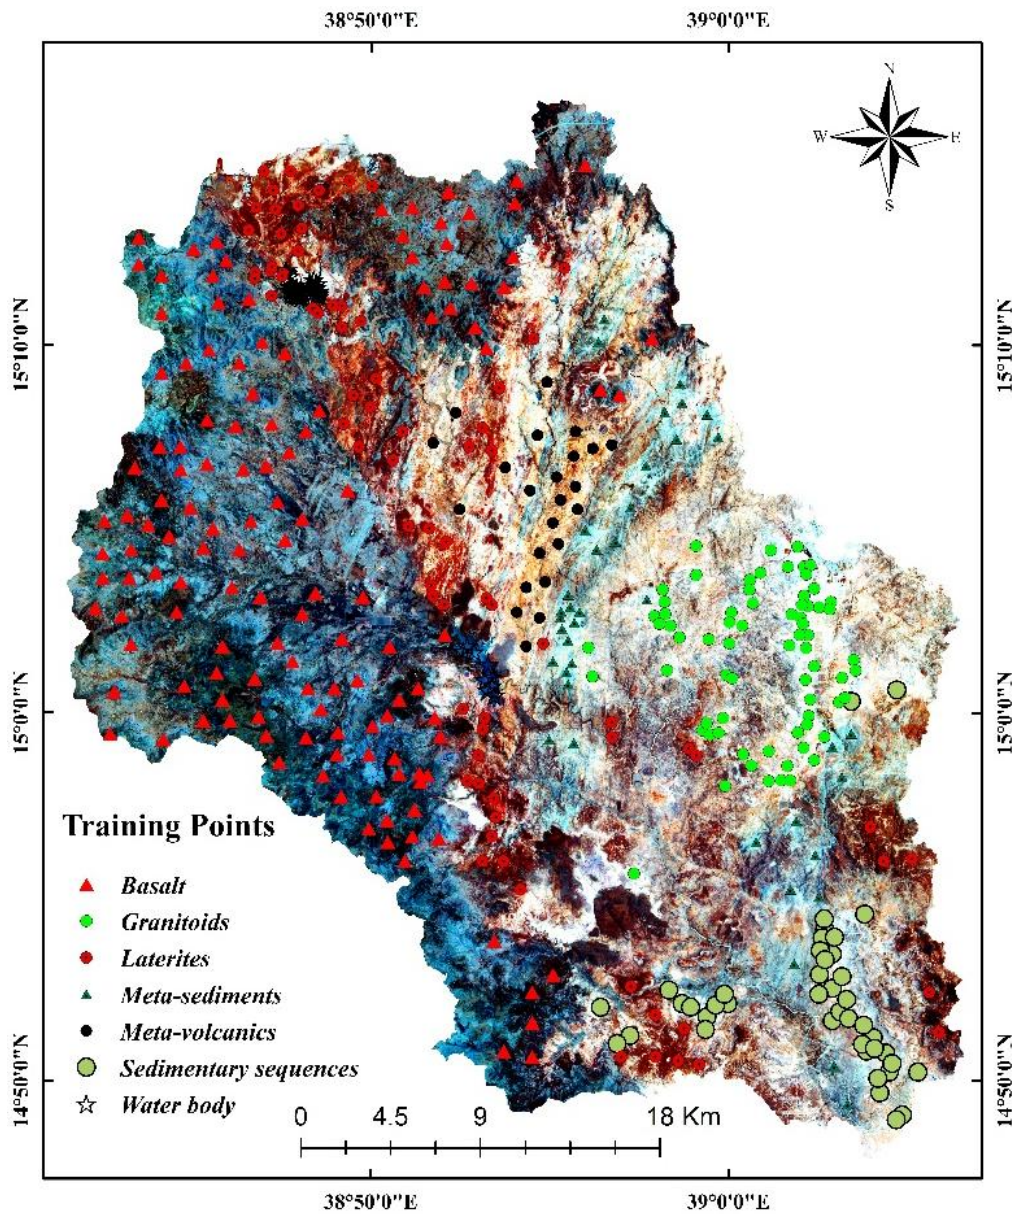 38°50'0"E 39°0'0"E
N
W E
S
15°10'0"N 15°10'0"N
15°0'0"N 15°0'0"N
Training Points
Basalt
Granitoids
Laterites
Meta-sediments
Meta-volcanics
Sedimentary sequences
Water body
14°50'0"N 14°50'0"N
0 4.5 9 18 Km
38°50'0"E 39°0'0"E